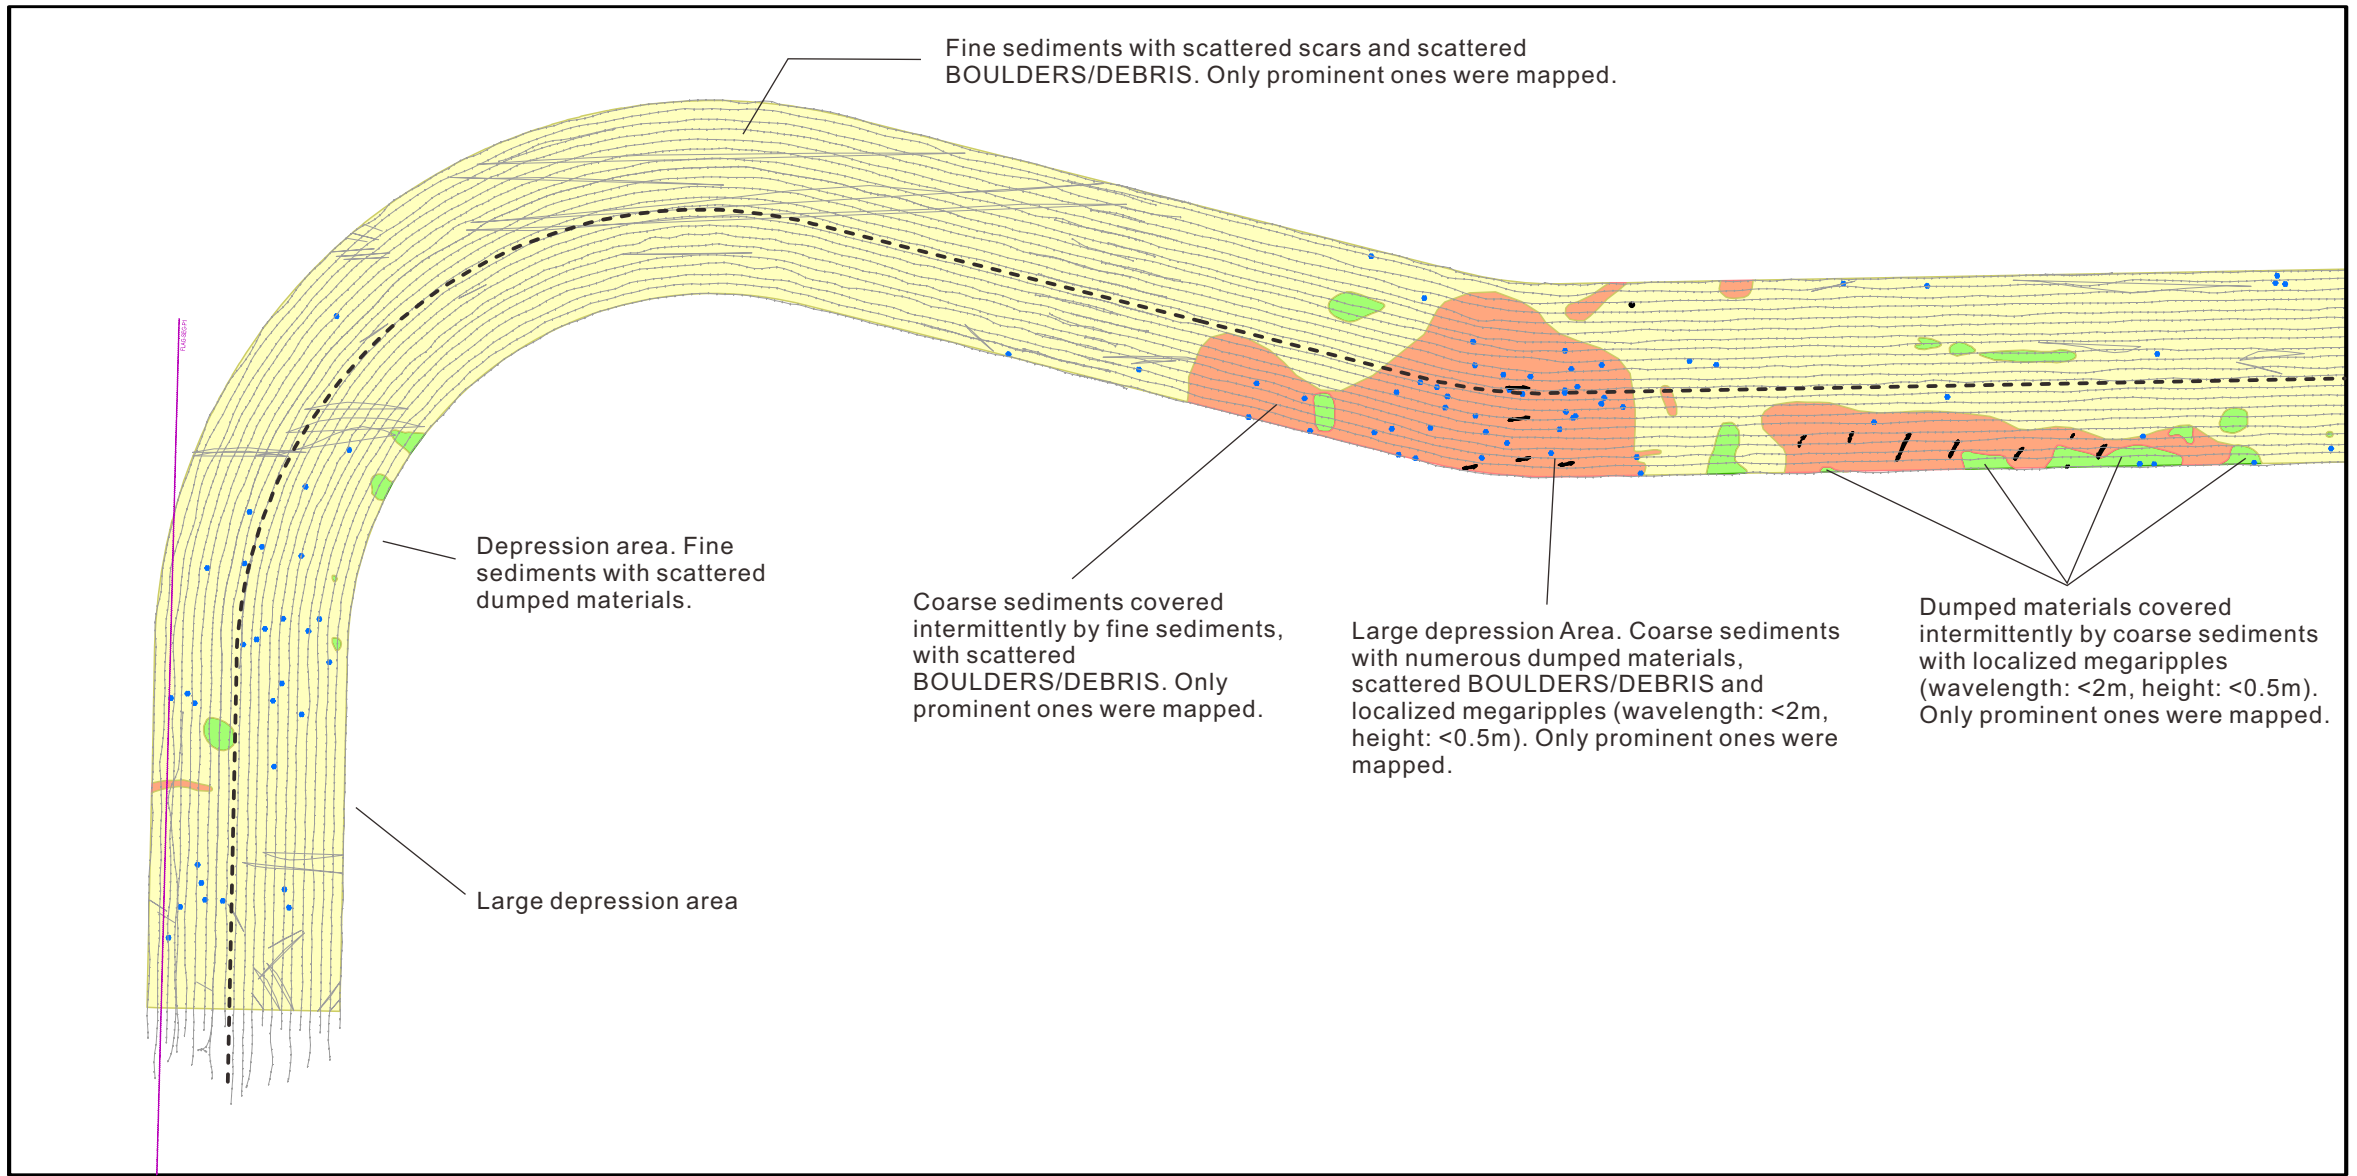 Fine sediments with scattered scars and scattered
BOULDERS/DEBRIS. Only prominent ones were mapped.
Depression area. Fine
sediments with scattered
dumped materials.
Coarse sediments covered
intermittently by fine sediments,
with scattered
BOULDERS/DEBRIS. Only
prominent ones were mapped.
Large depression Area. Coarse sediments
with numerous dumped materials,
scattered BOULDERS/DEBRIS and
localized megaripples (wavelength: <2m,
height: <0.5m). Only prominent ones were
mapped.
Dumped materials covered
intermittently by coarse sediments
with localized megaripples
(wavelength: <2m, height: <0.5m).
Only prominent ones were mapped.
Large depression area